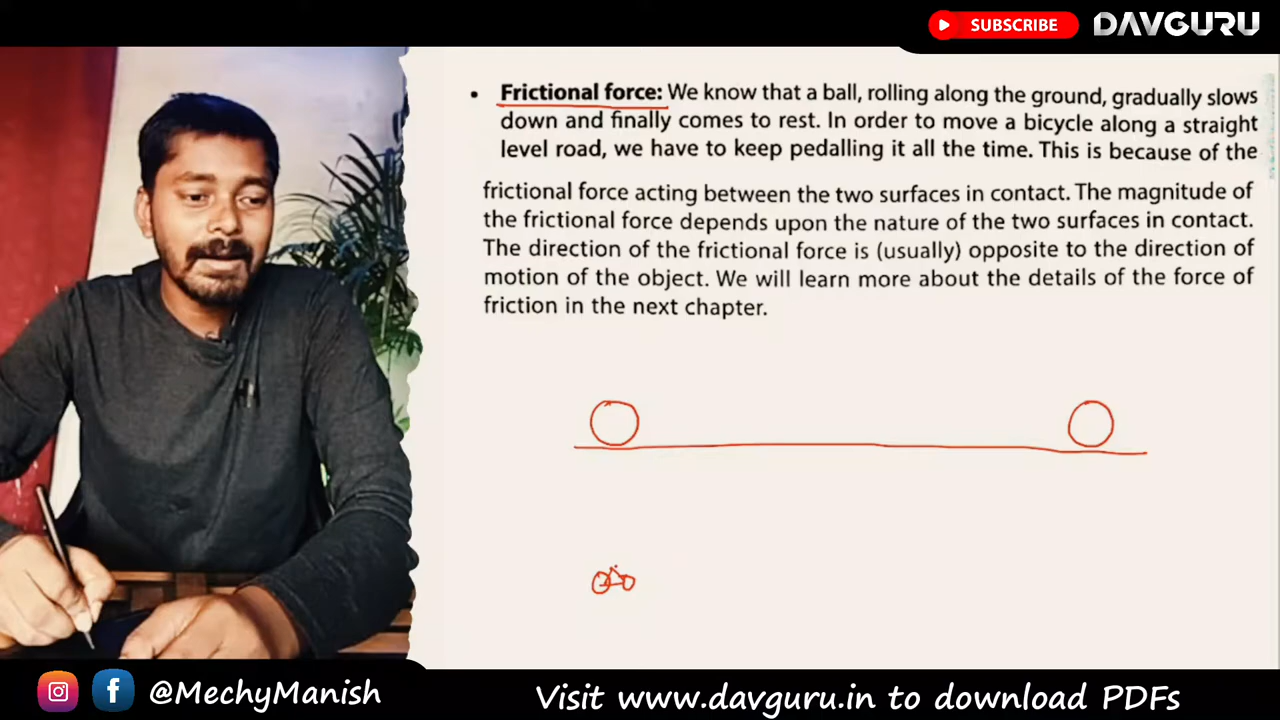 SUBSCRIBE DAVGURU
• Frictional force: We know that a ball, rolling along the ground, gradually slows
down and finally comes to rest. In order to move a bicycle along a straight
level road, we have to keep pedalling it all the time. This is because of the
frictional force acting between the two surfaces in contact. The magnitude of
the frictional force depends upon the nature of the two surfaces in contact.
The direction of the frictional force is (usually) opposite to the direction of
motion of the object. We will learn more about the details of the force of
friction in the next chapter.
@MechyManish Visit www.davguru.in to download PDFs